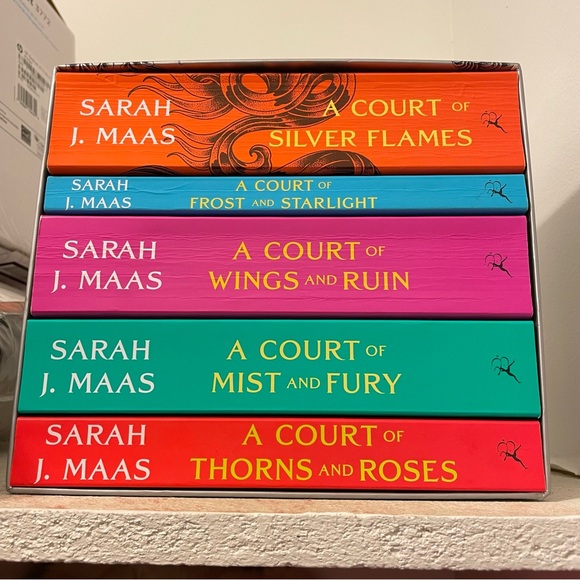 SARAH
J. MAAS
A COURT OF
SILVER FLAMES
SARAH
J. MAAS
A COURT OF
FROST AND STARLIGHT
SARAH
J. MAAS
A COURT OF
WINGS AND RUIN
SARAH
J. MAAS
A COURT OF
MIST AND FURY
SARAH
J. MAAS
A COURT OF
THORNS AND ROSES